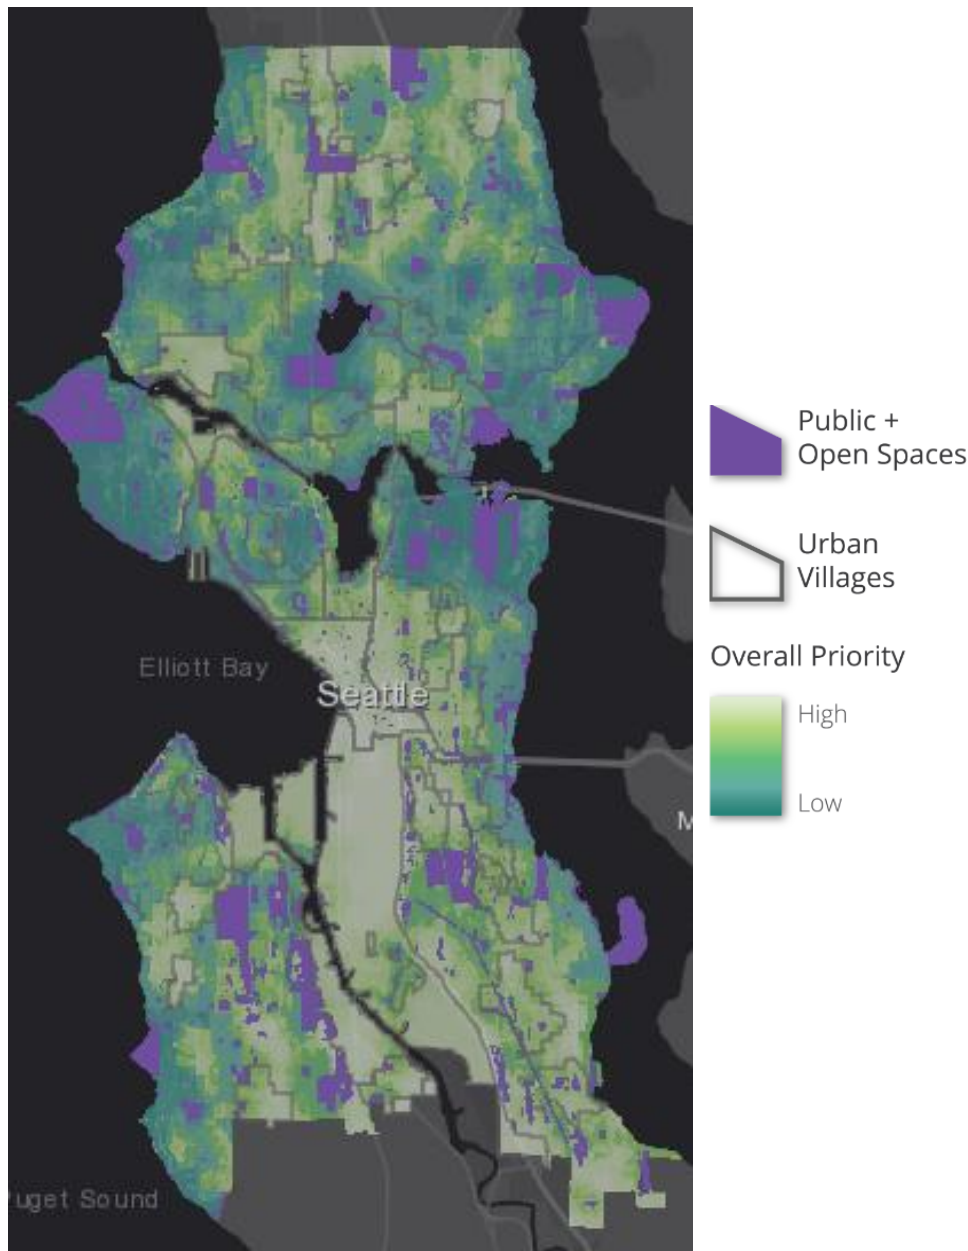 Elliott Bay
Seattle
M
uget Sound
Public +
Open Spaces
Urban
Villages
Overall Priority
High
Low